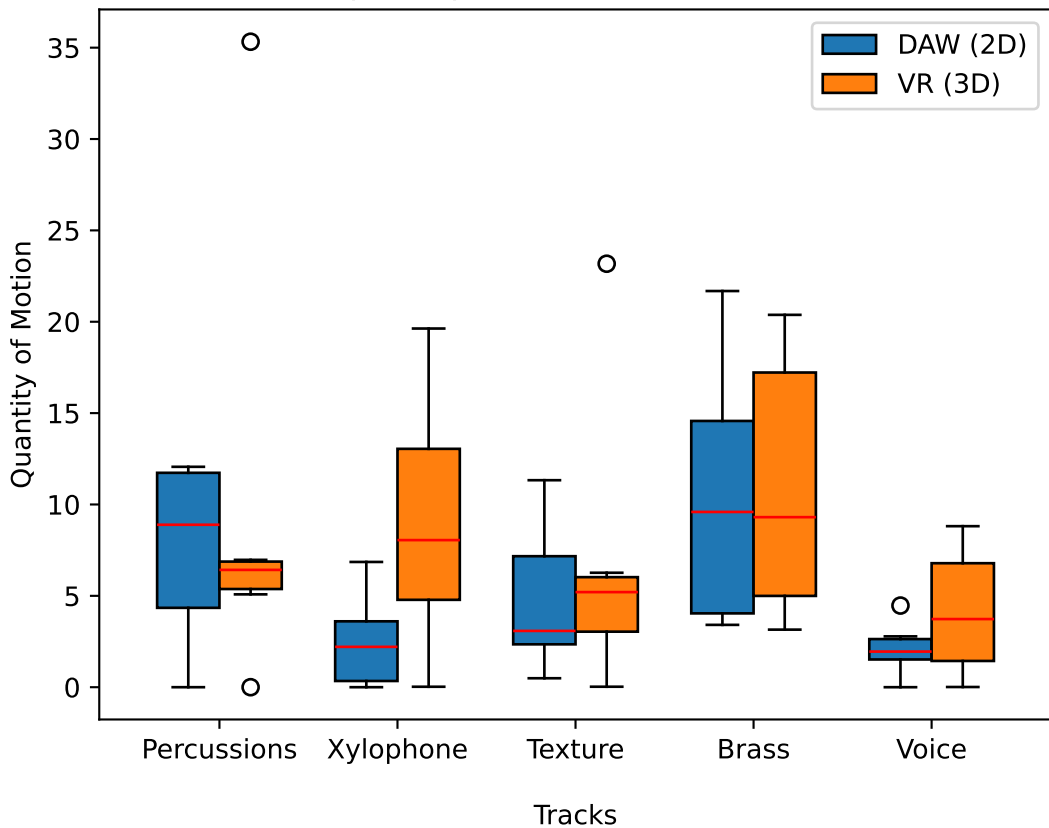 DAW (2D)
VR (3D)
35
30
25
20
15
10
5
0
Quantity of Motion
Percussions Xylophone Texture Brass Voice
Tracks